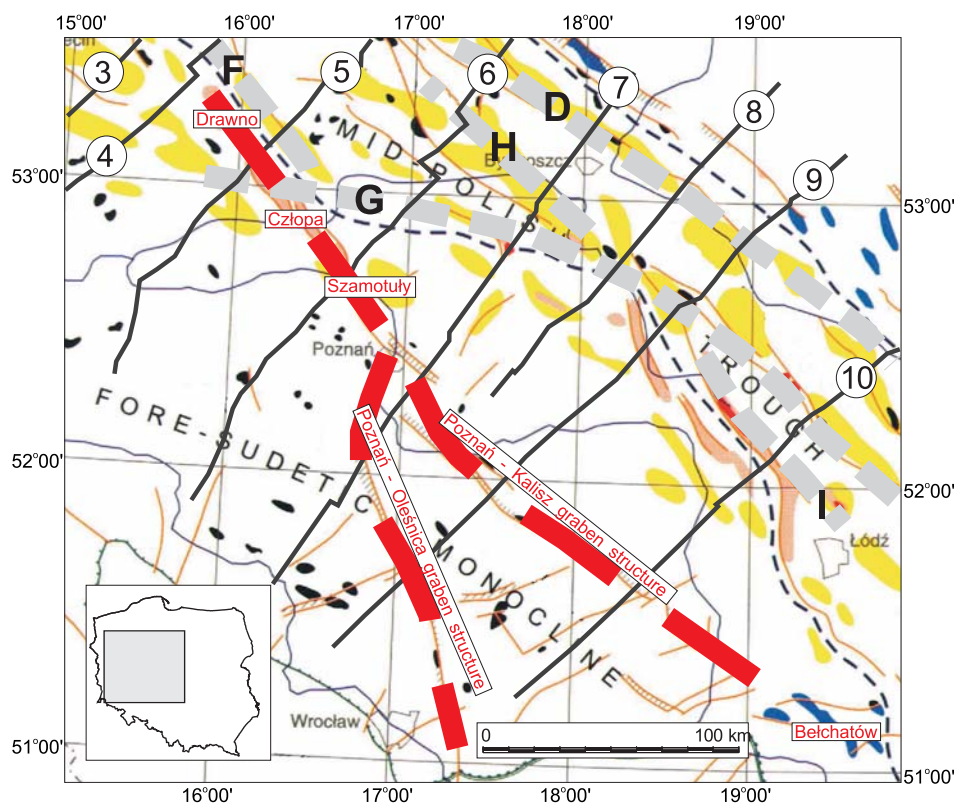 15°00' 16°00' 17°00' 18°00' 19°00'
ecin
F
D
3
5
6
7
8
4
Drawno
H
MID-POLISH
By goszcz
9
53°00'
53°00'
G
Człopa
Szamotuły
Poznań
TROUGH
10
FORE-SUDETIC MONOCLINE
Poznań - Oleśnica graben structure
Poznań - Kalisz graben structure
52°00'
52°00'
I
Łódź
Wrocław
0 100 km
Bełchatów
51°00'
51°00'
16°00' 17°00' 18°00' 19°00'